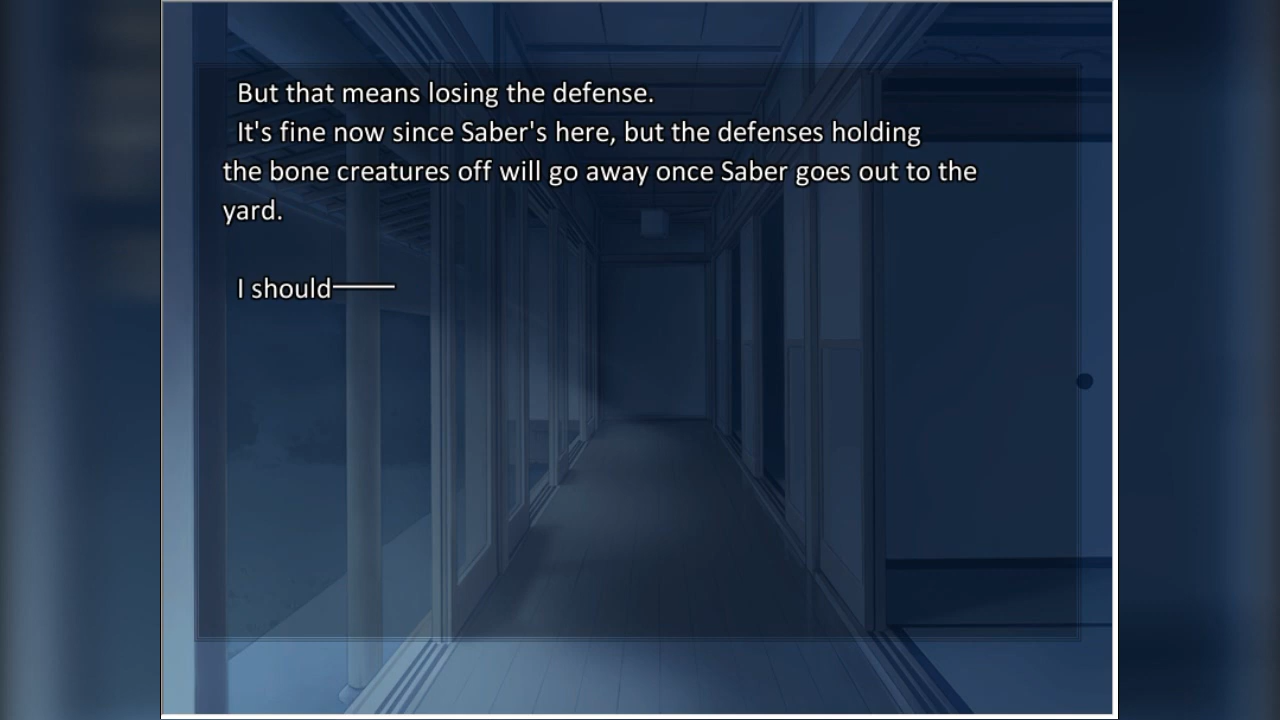 But that means losing the defense.
It's fine now since Saber's here, but the defenses holding
the bone creatures off will go away once Saber goes out to the
yard.
I should——